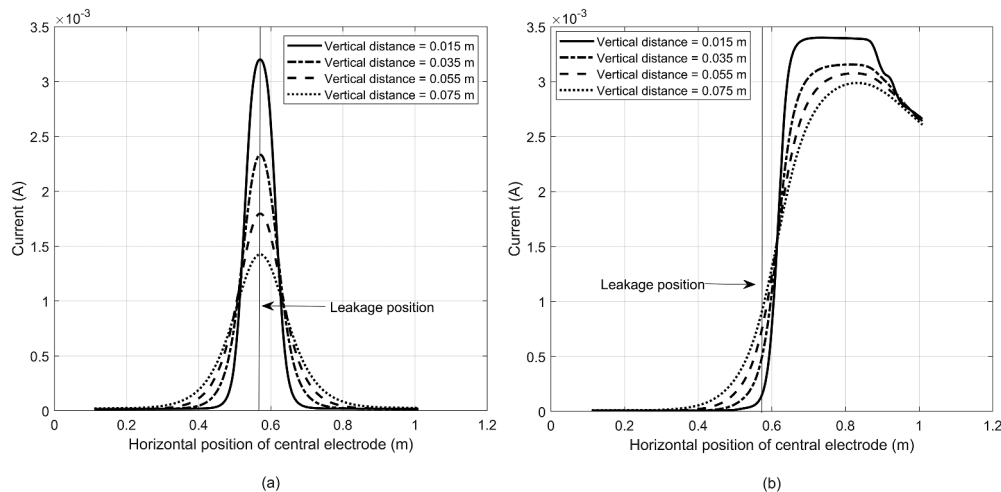 ×10⁻³
3.5
3
2.5
2
1.5
1
0.5
0
Current (A)
Vertical distance = 0.015 m
Vertical distance = 0.035 m
Vertical distance = 0.055 m
Vertical distance = 0.075 m
Leakage position
0 0.2 0.4 0.6 0.8 1 1.2
Horizontal position of central electrode (m)
(a)
×10⁻³
3.5
3
2.5
2
1.5
1
0.5
0
Current (A)
Vertical distance = 0.015 m
Vertical distance = 0.035 m
Vertical distance = 0.055 m
Vertical distance = 0.075 m
Leakage position
0 0.2 0.4 0.6 0.8 1 1.2
Horizontal position of central electrode (m)
(b)